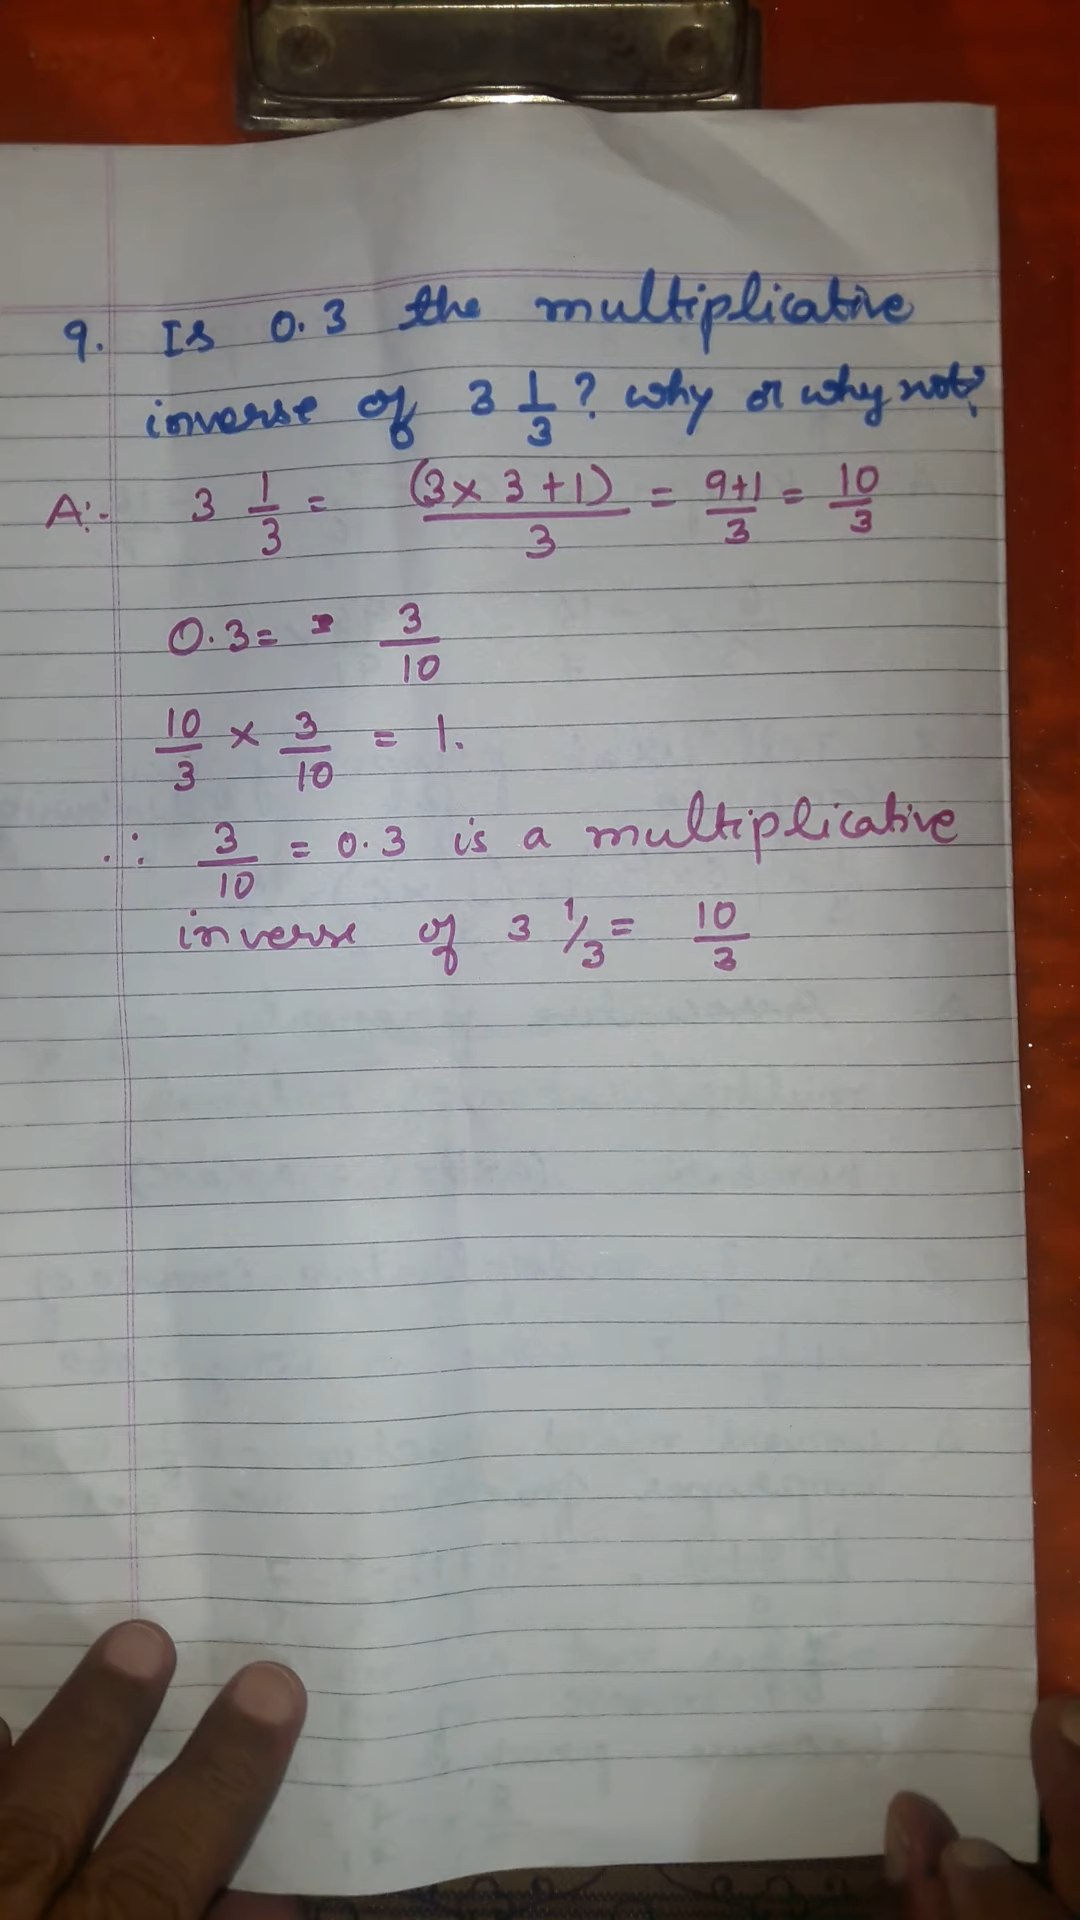 9. Is 0.3 the multiplicative
inverse of 3 1/3? why or why not?
A:- 3 1/3 = (3 x 3 + 1)/3 = 9+1/3 = 10/3
0.3 = 3/10
10/3 x 3/10 = 1.
∴ 3/10 = 0.3 is a multiplicative
inverse of 3 1/3 = 10/3